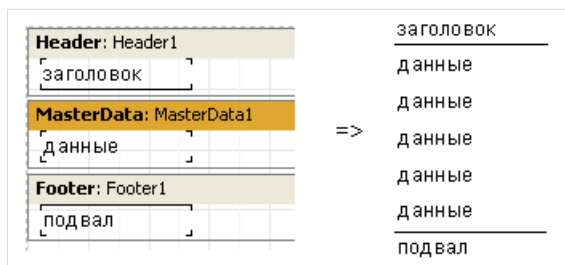 Header: Header1
заголовок
MasterData: MasterData1
данные
Footer: Footer1
подвал
=>
заголовок
данные
данные
данные
данные
данные
подвал